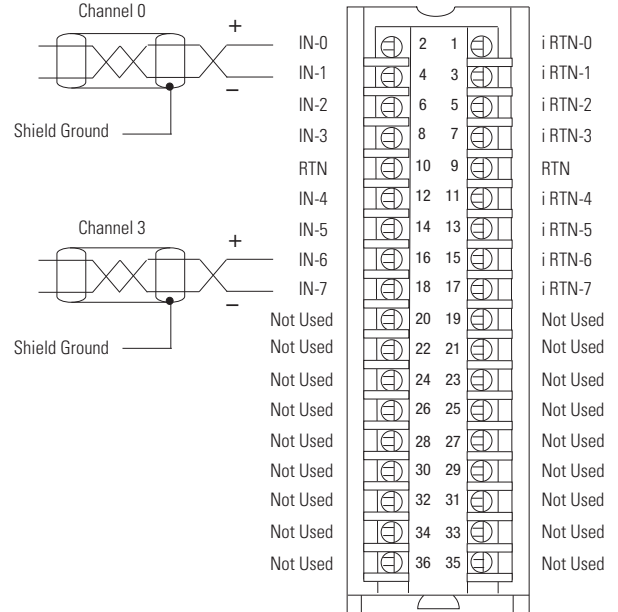 Channel 0
+
–
Shield Ground
Channel 3
+
–
Shield Ground
IN-0 2 1 i RTN-0
IN-1 4 3 i RTN-1
IN-2 6 5 i RTN-2
IN-3 8 7 i RTN-3
RTN 10 9 RTN
IN-4 12 11 i RTN-4
IN-5 14 13 i RTN-5
IN-6 16 15 i RTN-6
IN-7 18 17 i RTN-7
Not Used 20 19 Not Used
Not Used 22 21 Not Used
Not Used 24 23 Not Used
Not Used 26 25 Not Used
Not Used 28 27 Not Used
Not Used 30 29 Not Used
Not Used 32 31 Not Used
Not Used 34 33 Not Used
Not Used 36 35 Not Used